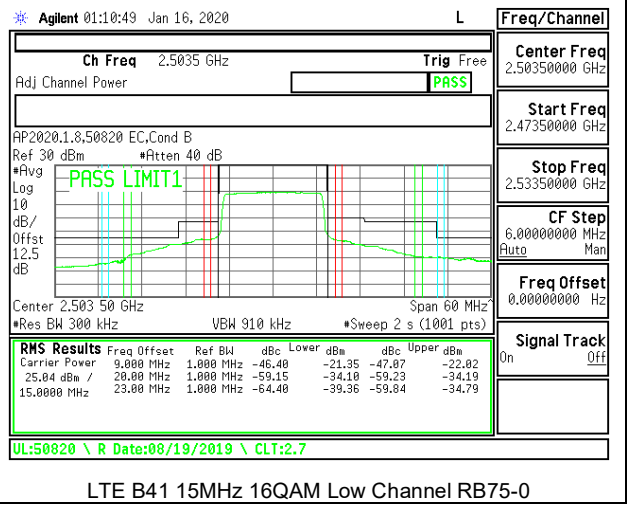 Agilent 01:10:49 Jan 16, 2020 L Freq/Channel
Ch Freq 2.5035 GHz Trig Free
Adj Channel Power PASS
Center Freq
2.50350000 GHz
Start Freq
2.47350000 GHz
AP2020.1.8,50820 EC,Cond B
Ref 30 dBm #Atten 40 dB
#Avg
Log
10
dB/
Offst
12.5
dB
PASS LIMIT1
Stop Freq
2.53350000 GHz
CF Step
6.00000000 MHz
Auto Man
Freq Offset
0.00000000 Hz
Center 2.503 50 GHz Span 60 MHz^
#Res BW 300 kHz VBW 910 kHz #Sweep 2 s (1001 pts)
Signal Track
On Off
RMS Results Freq Offset Ref BW dBc Lower dBm dBc Upper dBm
Carrier Power 9.000 MHz 1.000 MHz -46.40 -21.35 -47.07 -22.02
25.04 dBm / 20.00 MHz 1.000 MHz -59.15 -34.10 -59.23 -34.19
15.0000 MHz 23.00 MHz 1.000 MHz -64.40 -39.36 -59.84 -34.79
UL:50820 \ R Date:08/19/2019 \ CLT:2.7
LTE B41 15MHz 16QAM Low Channel RB75-0